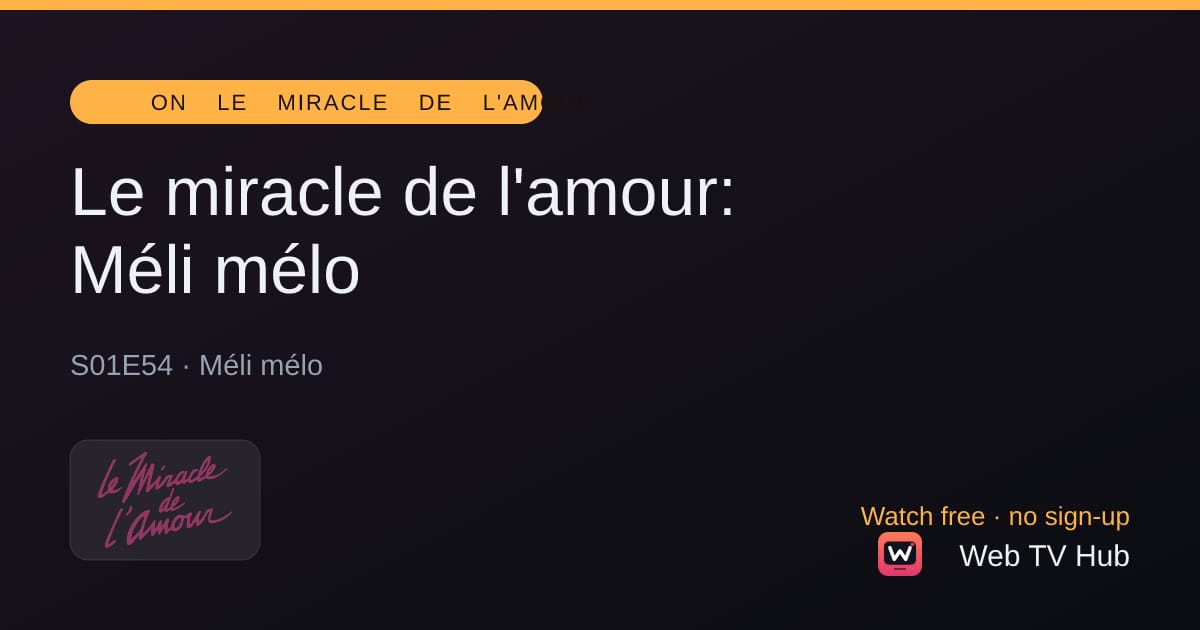 ON LE MIRACLE DE L'AMOUR
Le miracle de l'amour:
Méli mélo
S01E54 · Méli mélo
Le Miracle
de
l'Amour
Watch free · no sign-up
W
Web TV Hub